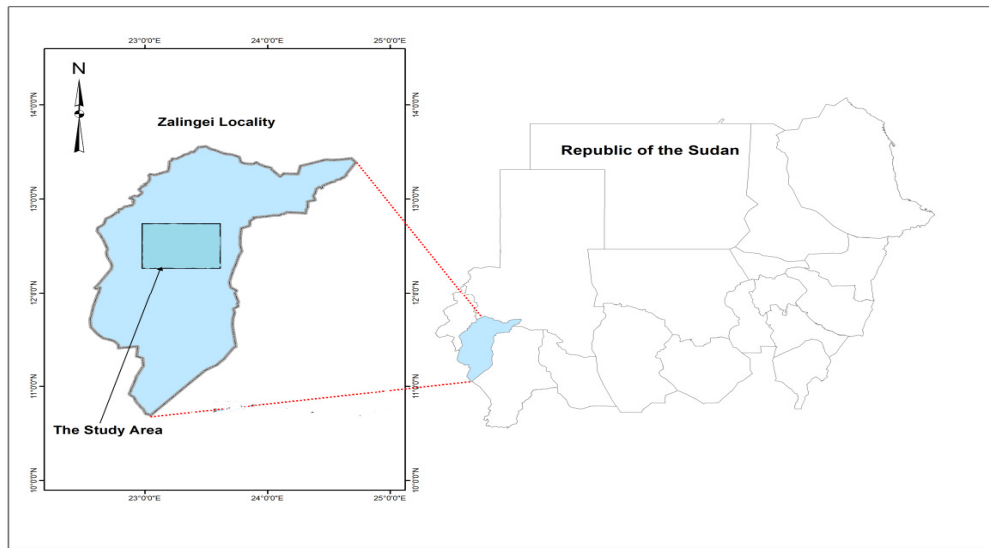 23°0'0"E
24°0'0"E
25°0'0"E
N
Zalingei Locality
14°0'0"N
14°0'0"N
13°0'0"N
13°0'0"N
12°0'0"N
12°0'0"N
11°0'0"N
11°0'0"N
The Study Area
10°0'0"N
10°0'0"N
23°0'0"E
24°0'0"E
25°0'0"E
Republic of the Sudan